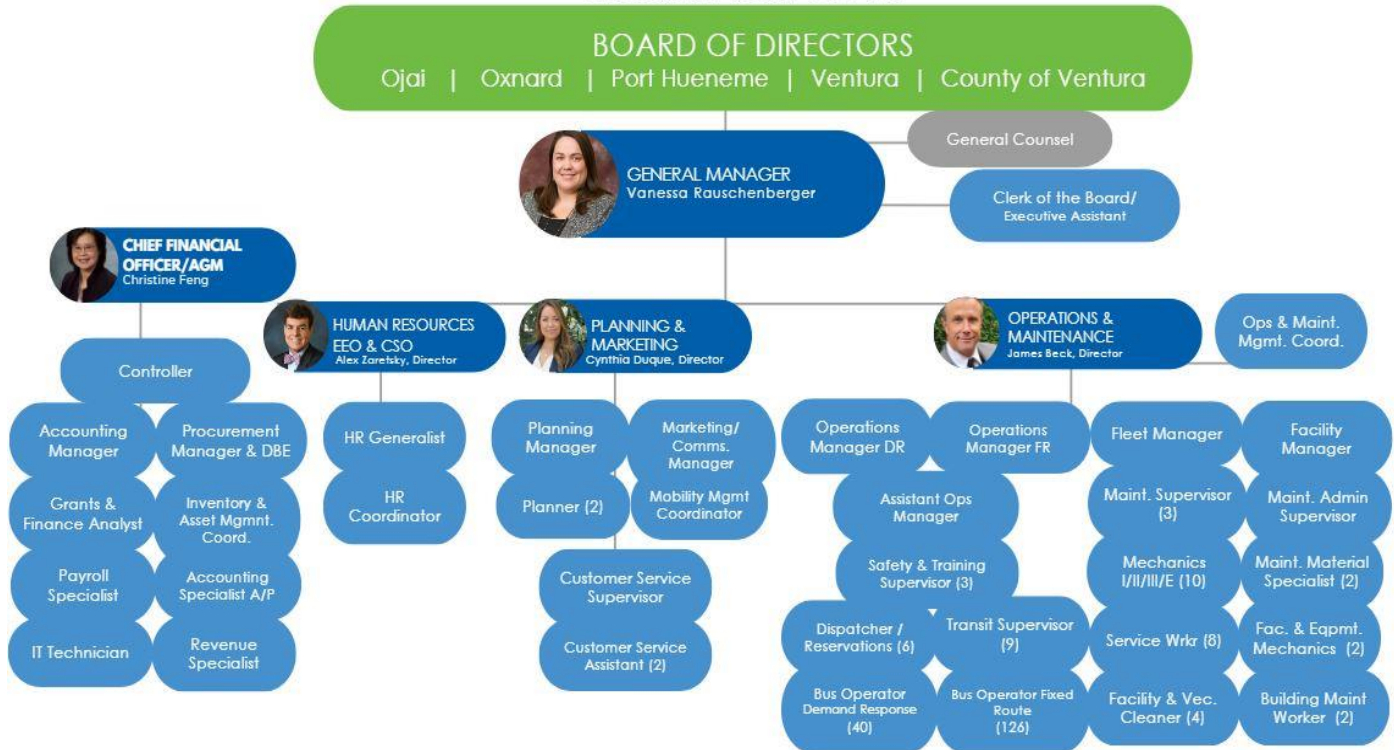 BOARD OF DIRECTORS
Ojai | Oxnard | Port Hueneme | Ventura | County of Ventura
General Counsel
GENERAL MANAGER
Vanessa Rauschenberger
Clerk of the Board/
Executive Assistant
CHIEF FINANCIAL
OFFICER/AGM
Christine Feng
HUMAN RESOURCES
EEO & CSO
Alex Zaretsky, Director
PLANNING &
MARKETING
Cynthia Duque, Director
OPERATIONS &
MAINTENANCE
James Beck, Director
Ops & Maint.
Mgmt. Coord.
Controller
Accounting
Manager
Procurement
Manager & DBE
Grants &
Finance Analyst
Inventory &
Asset Mgmnt.
Coord.
Payroll
Specialist
Accounting
Specialist A/P
IT Technician
Revenue
Specialist
HR Generalist
HR
Coordinator
Planning
Manager
Marketing/
Comms.
Manager
Planner (2)
Mobility Mgmt
Coordinator
Customer Service
Supervisor
Customer Service
Assistant (2)
Operations
Manager DR
Operations
Manager FR
Assistant Ops
Manager
Safety & Training
Supervisor (3)
Dispatcher /
Reservations (6)
Transit Supervisor
(9)
Bus Operator
Demand Response
(40)
Bus Operator Fixed
Route
(126)
Fleet Manager
Facility
Manager
Maint. Supervisor
(3)
Maint. Admin
Supervisor
Mechanics
I/II/III/E (10)
Maint. Material
Specialist (2)
Service Wrkr (8)
Fac. & Eqpmt.
Mechanics (2)
Facility & Vec.
Cleaner (4)
Building Maint
Worker (2)